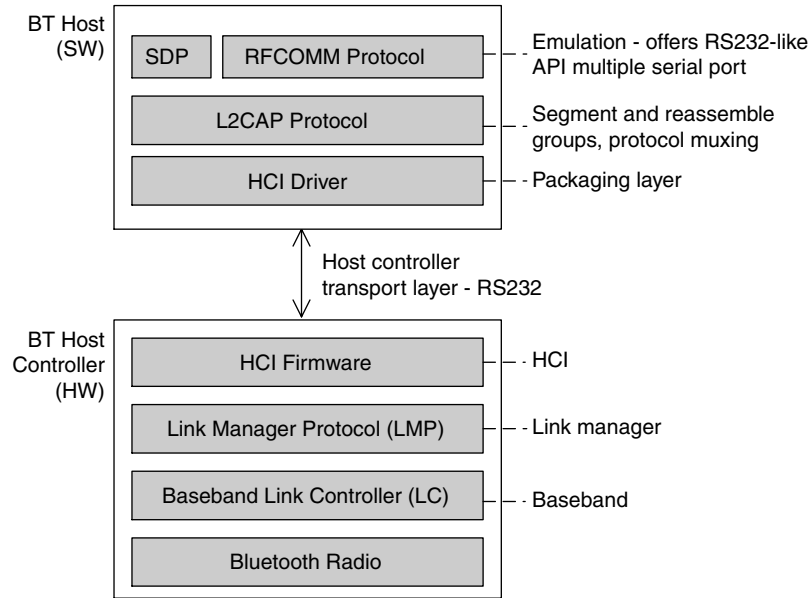 BT Host
(SW)
SDP
RFCOMM Protocol
Emulation - offers RS232-like
API multiple serial port
L2CAP Protocol
Segment and reassemble
groups, protocol muxing
HCI Driver
Packaging layer
Host controller
transport layer - RS232
BT Host
Controller
(HW)
HCI Firmware
HCI
Link Manager Protocol (LMP)
Link manager
Baseband Link Controller (LC)
Baseband
Bluetooth Radio